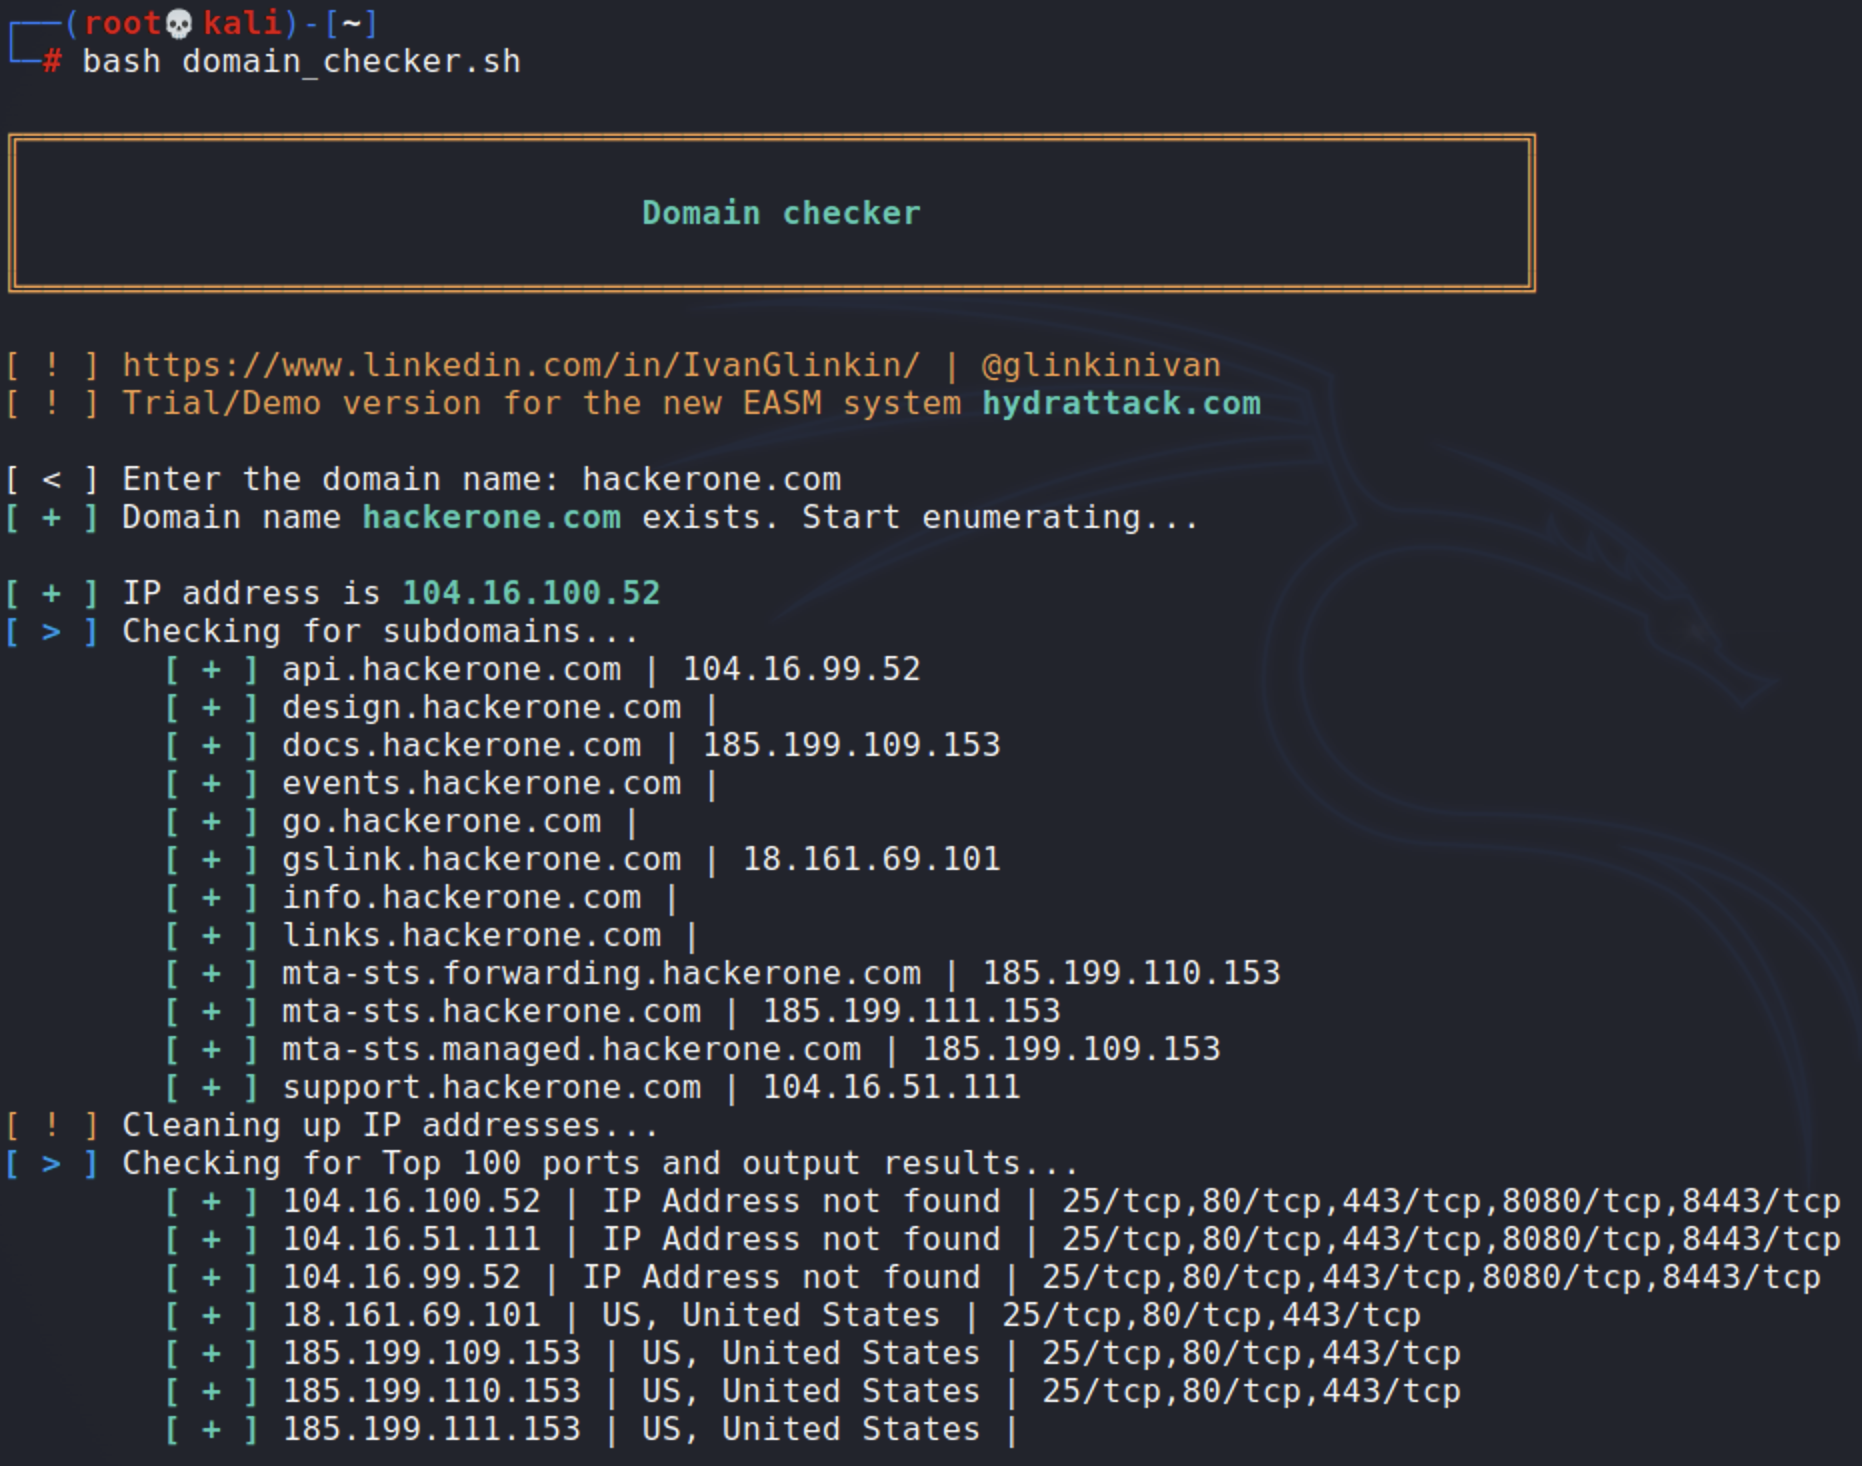 (root💀kali)-[~]
# bash domain_checker.sh
Domain checker
[ ! ] https://www.linkedin.com/in/IvanGlinkin/ | @glinkinivan
[ ! ] Trial/Demo version for the new EASM system hydrattack.com
[ < ] Enter the domain name: hackerone.com
[ + ] Domain name hackerone.com exists. Start enumerating...
[ + ] IP address is 104.16.100.52
[ > ] Checking for subdomains...
[ + ] api.hackerone.com | 104.16.99.52
[ + ] design.hackerone.com |
[ + ] docs.hackerone.com | 185.199.109.153
[ + ] events.hackerone.com |
[ + ] go.hackerone.com |
[ + ] gslink.hackerone.com | 18.161.69.101
[ + ] info.hackerone.com |
[ + ] links.hackerone.com |
[ + ] mta-sts.forwarding.hackerone.com | 185.199.110.153
[ + ] mta-sts.hackerone.com | 185.199.111.153
[ + ] mta-sts.managed.hackerone.com | 185.199.109.153
[ + ] support.hackerone.com | 104.16.51.111
[ ! ] Cleaning up IP addresses...
[ > ] Checking for Top 100 ports and output results...
[ + ] 104.16.100.52 | IP Address not found | 25/tcp,80/tcp,443/tcp,8080/tcp,8443/tcp
[ + ] 104.16.51.111 | IP Address not found | 25/tcp,80/tcp,443/tcp,8080/tcp,8443/tcp
[ + ] 104.16.99.52 | IP Address not found | 25/tcp,80/tcp,443/tcp,8080/tcp,8443/tcp
[ + ] 18.161.69.101 | US, United States | 25/tcp,80/tcp,443/tcp
[ + ] 185.199.109.153 | US, United States | 25/tcp,80/tcp,443/tcp
[ + ] 185.199.110.153 | US, United States | 25/tcp,80/tcp,443/tcp
[ + ] 185.199.111.153 | US, United States |